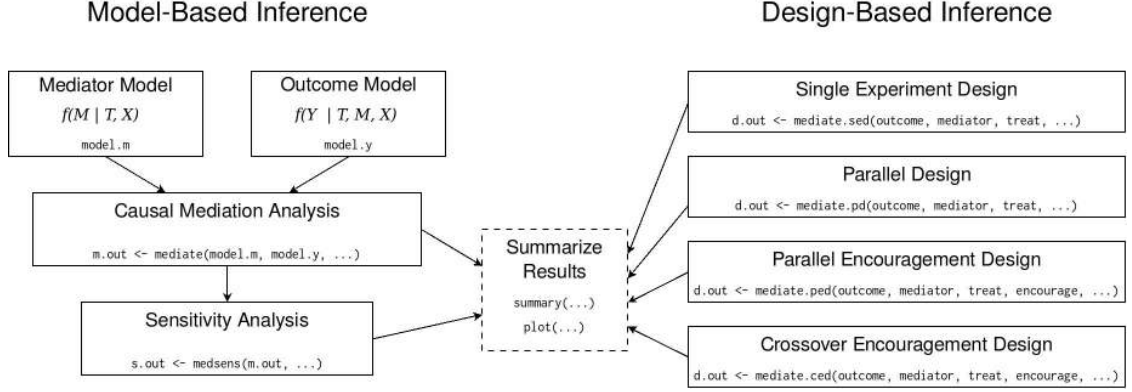 Model-Based Inference
Design-Based Inference
Mediator Model
f(M | T, X)
model.m
Outcome Model
f(Y | T, M, X)
model.y
Causal Mediation Analysis
m.out <- mediate(model.m, model.y, ...)
Sensitivity Analysis
s.out <- medsens(m.out, ...)
Summarize
Results
summary(...)
plot(...)
Single Experiment Design
d.out <- mediate.sed(outcome, mediator, treat, ...)
Parallel Design
d.out <- mediate.pd(outcome, mediator, treat, ...)
Parallel Encouragement Design
d.out <- mediate.ped(outcome, mediator, treat, encourage, ...)
Crossover Encouragement Design
d.out <- mediate.ced(outcome, mediator, treat, encourage, ...)